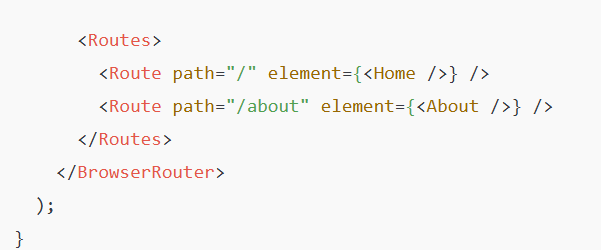 <Routes>
<Route path="/" element={<Home />} />
<Route path="/about" element={<About />} />
</Routes>
</BrowserRouter>
);
}